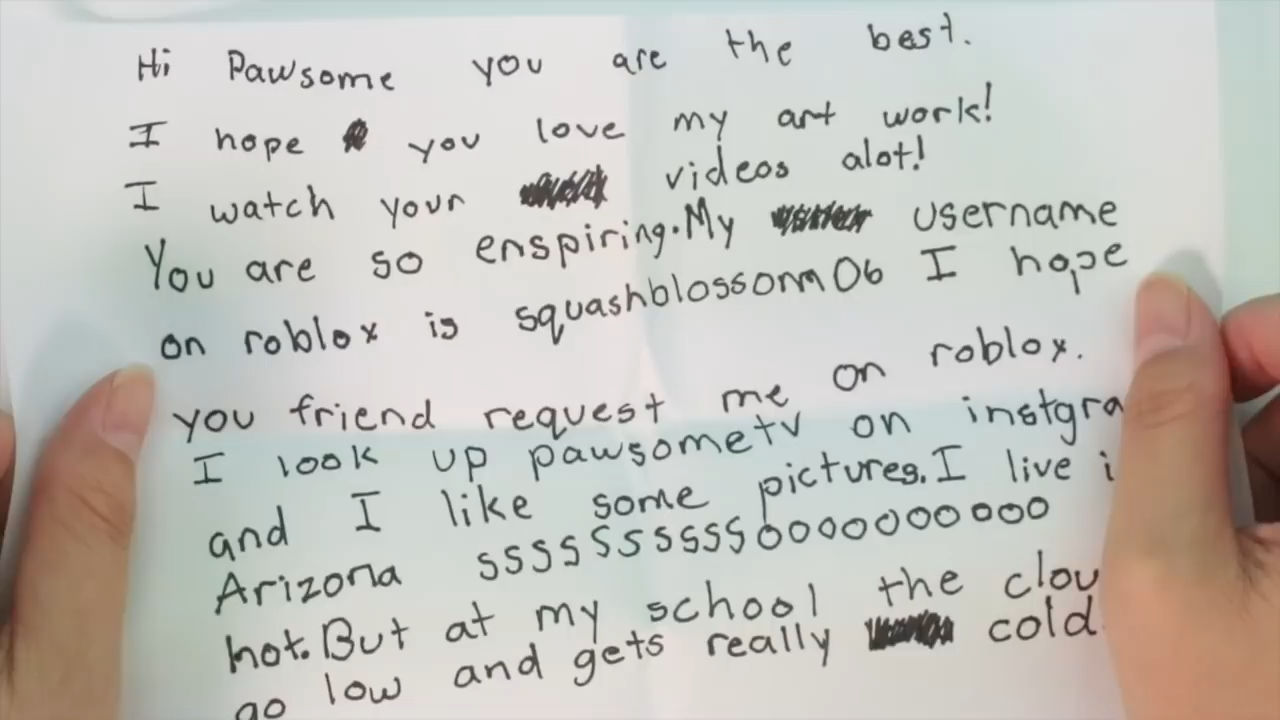 Hi Pawsome you are the best.
I hope you love my art work!
I watch your videos alot!
You are so enspiring. My username
on roblox is squashblossom06 I hope
you friend request me on roblox.
I look up pawsometv on instgra
and I like some pictures. I live i
Arizona ssssssssssooooooooooo
hot. But at my school the clou
go low and gets really cold